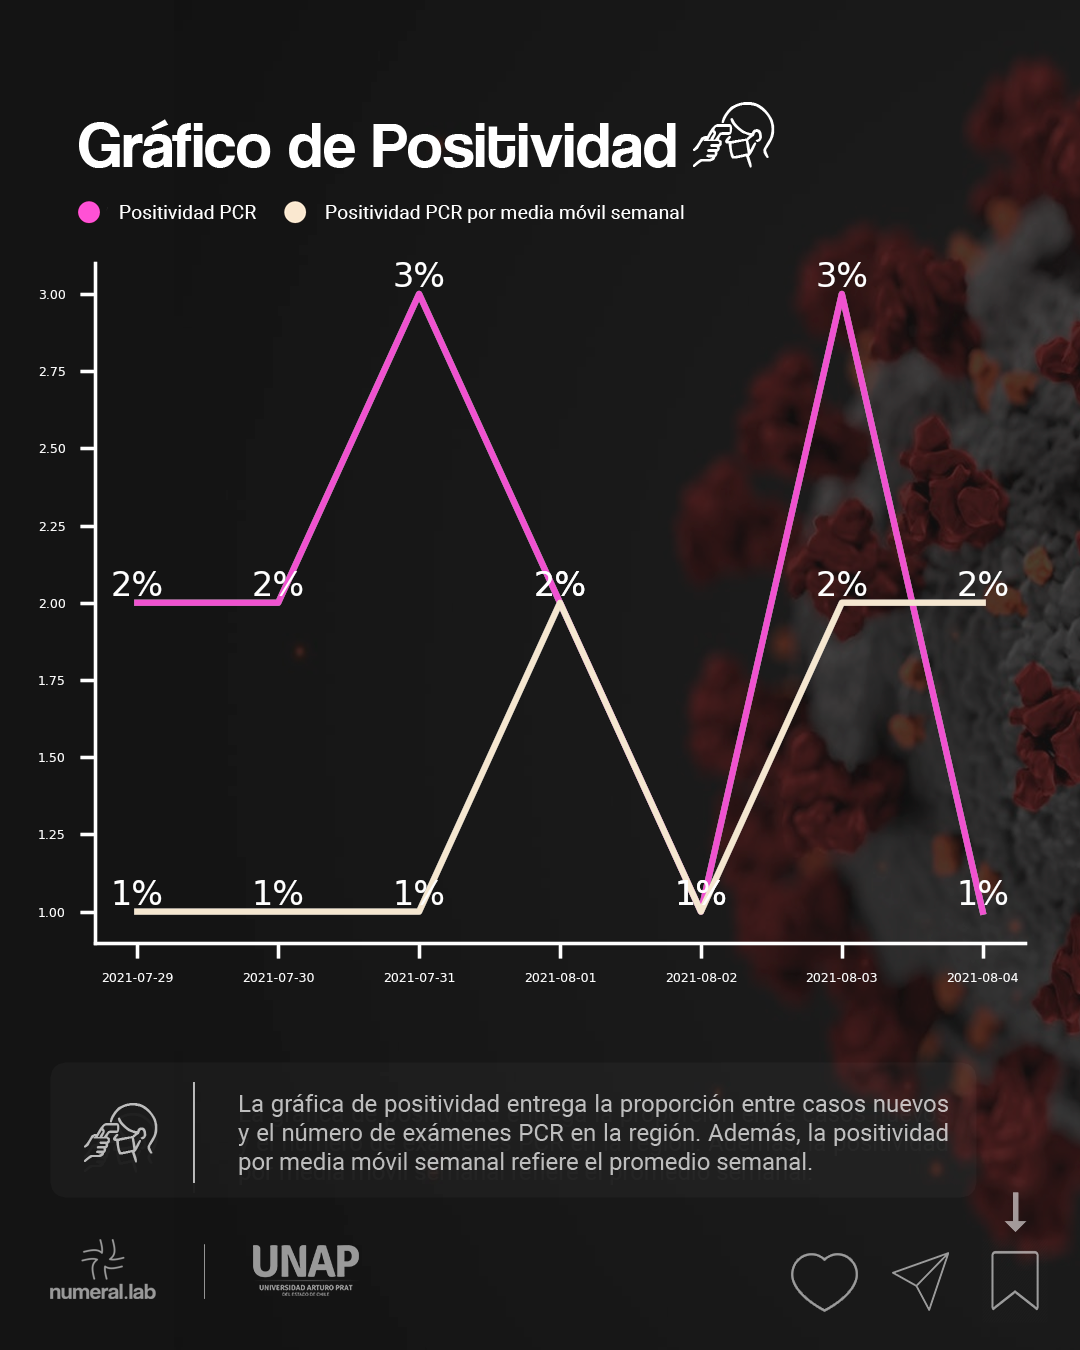 Gráfico de Positividad
Positividad PCR
Positividad PCR por media móvil semanal
3% 3%
3.00
2.75
2.50
2.25
2% 2% 2% 2% 2%
2.00
1.75
1.50
1.25
1% 1% 1% 1% 1%
1.00
2021-07-29 2021-07-30 2021-07-31 2021-08-01 2021-08-02 2021-08-03 2021-08-04
La gráfica de positividad entrega la proporción entre casos nuevos
y el número de exámenes PCR en la región. Además, la positividad
por media móvil semanal refiere el promedio semanal.
numeral.lab
UNAP
UNIVERSIDAD ARTURO PRAT
DEL ESTADO DE CHILE